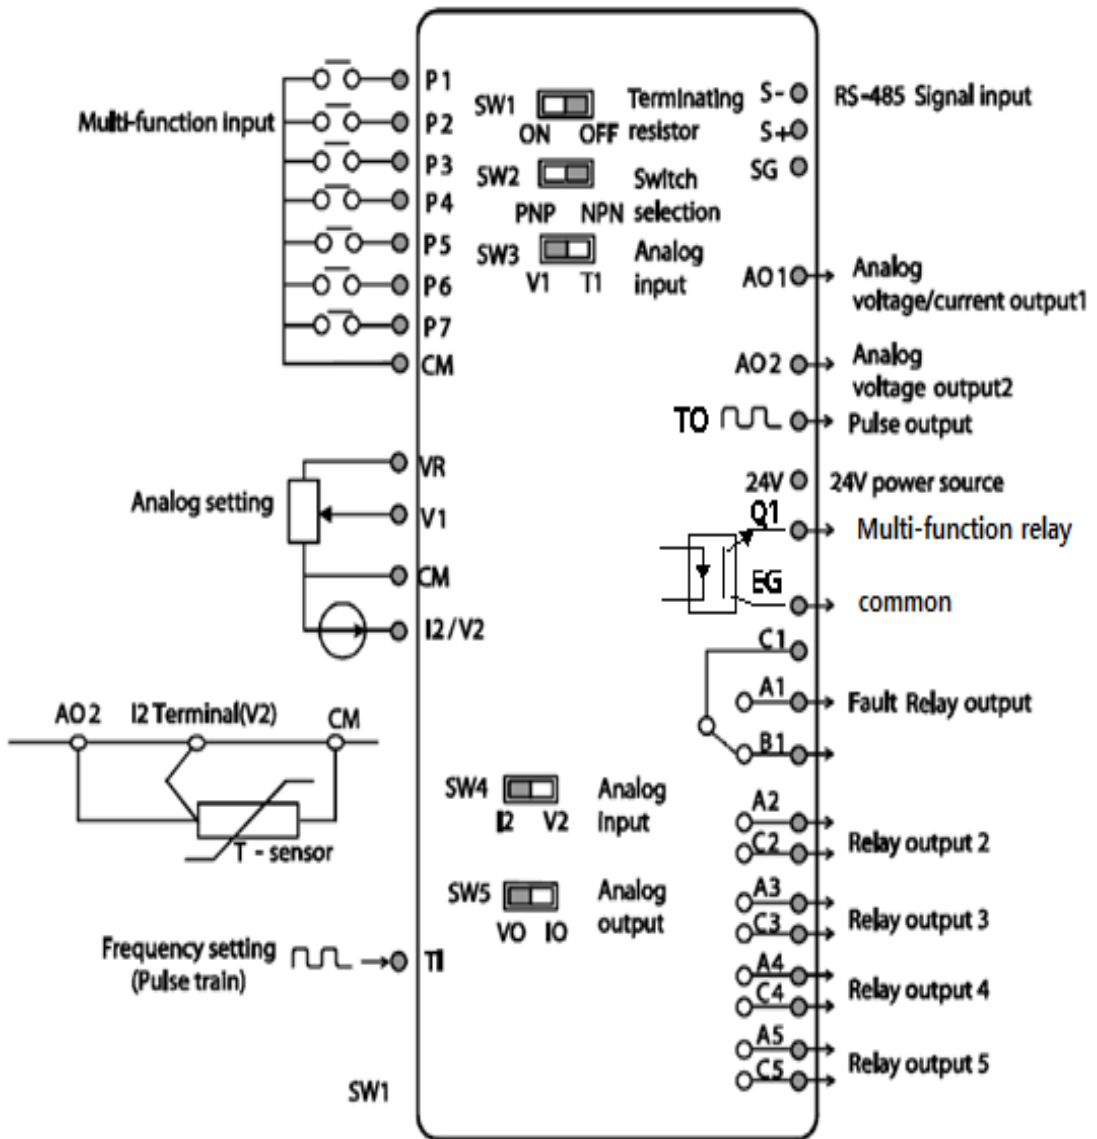 Multi-function input
P1
P2
P3
P4
P5
P6
P7
CM
SW1
ON OFF
Terminating
resistor
SW2
PNP NPN
Switch
selection
SW3
V1 T1
Analog
input
S-
RS-485 Signal input
S+
SG
AO1
Analog
voltage/current output1
AO2
Analog
voltage output2
TO
Pulse output
24V
24V power source
Q1
Multi-function relay
EG
common
C1
A1
Fault Relay output
B1
Analog setting
VR
V1
CM
I2/V2
AO2
I2 Terminal(V2)
CM
T - sensor
SW4
I2 V2
Analog
Input
SW5
VO IO
Analog
output
A2
C2
Relay output 2
A3
C3
Relay output 3
A4
C4
Relay output 4
A5
C5
Relay output 5
Frequency setting
(Pulse train)
TI
SW1